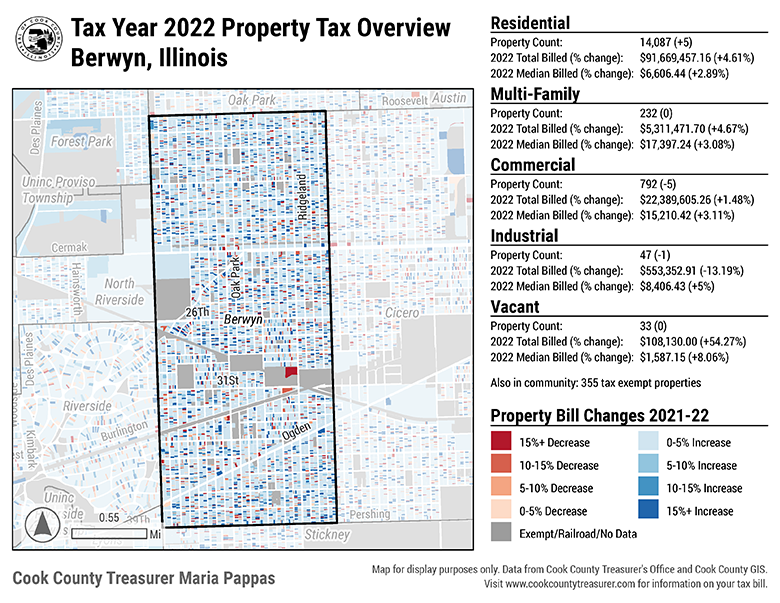 Tax Year 2022 Property Tax Overview
Berwyn, Illinois
Residential
Property Count: 14,087 (+5)
2022 Total Billed (% change): $91,669,457.16 (+4.61%)
2022 Median Billed (% change): $6,606.44 (+2.89%)
Multi-Family
Property Count: 232 (0)
2022 Total Billed (% change): $5,311,471.70 (+4.67%)
2022 Median Billed (% change): $17,397.24 (+3.08%)
Commercial
Property Count: 792 (-5)
2022 Total Billed (% change): $22,389,605.26 (+1.48%)
2022 Median Billed (% change): $15,210.42 (+3.11%)
Industrial
Property Count: 47 (-1)
2022 Total Billed (% change): $553,352.91 (-13.19%)
2022 Median Billed (% change): $8,406.43 (+5%)
Vacant
Property Count: 33 (0)
2022 Total Billed (% change): $108,130.00 (+54.27%)
2022 Median Billed (% change): $1,587.15 (+8.06%)
Also in community: 355 tax exempt properties
Property Bill Changes 2021-22
15%+ Decrease
10-15% Decrease
5-10% Decrease
0-5% Decrease
Exempt/Railroad/No Data
0-5% Increase
5-10% Increase
10-15% Increase
15%+ Increase
Oak Park
Roosevelt
Austin
Des Plaines
Forest Park
Uninc Proviso
Township
Ridgeland
Cermak
Hainsworth
North
Riverside
Oak Park
26Th
Berwyn
Cicero
Des Plaines
31St
Riverside
Burlington
Kimbark
Ogden
Uninc
side
0.55
Mi
Pershing
Stickney
Cook County Treasurer Maria Pappas
Map for display purposes only. Data from Cook County Treasurer's Office and Cook County GIS.
Visit www.cookcountytreasurer.com for information on your tax bill.